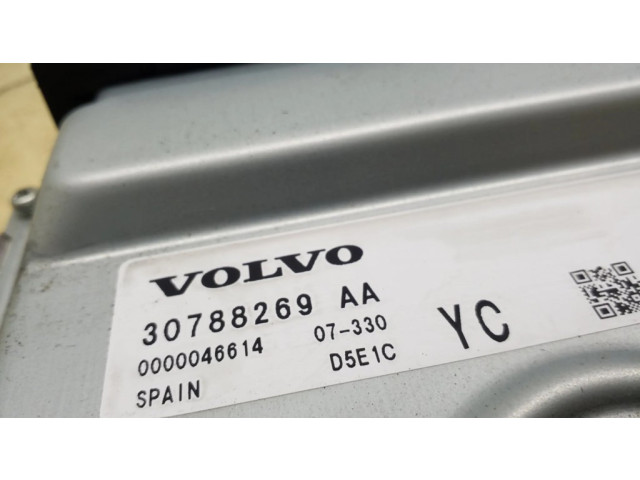 VOLVO
30788269 AA
0000046614 07-330
SPAIN D5E1C
YC